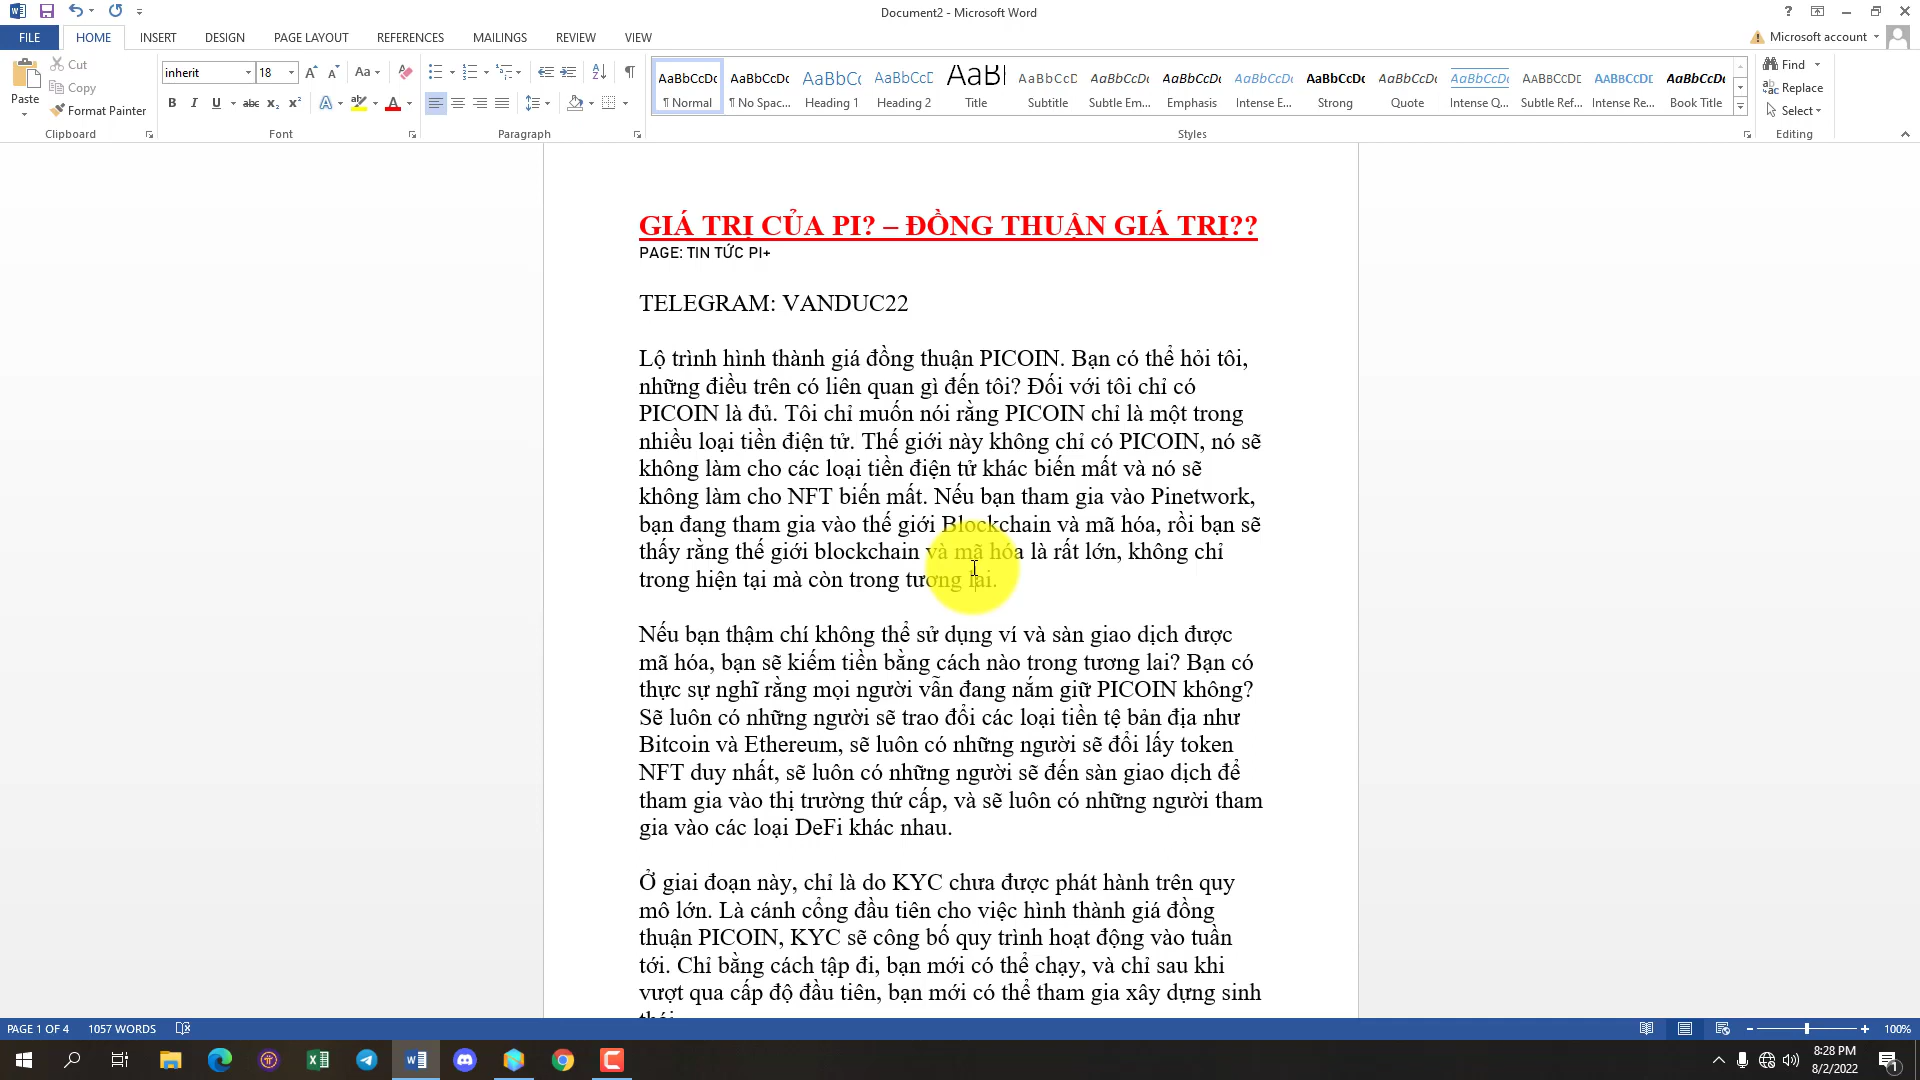 Document2 - Microsoft Word
FILE HOME INSERT DESIGN PAGE LAYOUT REFERENCES MAILINGS REVIEW VIEW
Microsoft account
Paste
Cut
Copy
Format Painter
Clipboard
inherit 18
Font
Paragraph
AaBbCcDc AaBbCcDc AaBbCc AaBbCcD AaBl AaBbCcD AaBbCcDc AaBbCcDc AaBbCcDc AaBbCcDc AaBbCcDc AaBbCcDc AABBCCDC AABBCCDC AaBbCcDc
¶ Normal ¶ No Spac... Heading 1 Heading 2 Title Subtitle Subtle Em... Emphasis Intense E... Strong Quote Intense Q... Subtle Ref... Intense Re... Book Title
Styles
Find
Replace
Select
Editing
GIÁ TRỊ CỦA PI? – ĐỒNG THUẬN GIÁ TRỊ??
PAGE: TIN TỨC PI+
TELEGRAM: VANDUC22
Lộ trình hình thành giá đồng thuận PICOIN. Bạn có thể hỏi tôi,
những điều trên có liên quan gì đến tôi? Đối với tôi chỉ có
PICOIN là đủ. Tôi chỉ muốn nói rằng PICOIN chỉ là một trong
nhiều loại tiền điện tử. Thế giới này không chỉ có PICOIN, nó sẽ
không làm cho các loại tiền điện tử khác biến mất và nó sẽ
không làm cho NFT biến mất. Nếu bạn tham gia vào Pinetwork,
bạn đang tham gia vào thế giới Blockchain và mã hóa, rồi bạn sẽ
thấy rằng thế giới blockchain và mã hóa là rất lớn, không chỉ
trong hiện tại mà còn trong tương lai.
Nếu bạn thậm chí không thể sử dụng ví và sàn giao dịch được
mã hóa, bạn sẽ kiếm tiền bằng cách nào trong tương lai? Bạn có
thực sự nghĩ rằng mọi người vẫn đang nắm giữ PICOIN không?
Sẽ luôn có những người sẽ trao đổi các loại tiền tệ bản địa như
Bitcoin và Ethereum, sẽ luôn có những người sẽ đổi lấy token
NFT duy nhất, sẽ luôn có những người sẽ đến sàn giao dịch để
tham gia vào thị trường thứ cấp, và sẽ luôn có những người tham
gia vào các loại DeFi khác nhau.
Ở giai đoạn này, chỉ là do KYC chưa được phát hành trên quy
mô lớn. Là cánh cổng đầu tiên cho việc hình thành giá đồng
thuận PICOIN, KYC sẽ công bố quy trình hoạt động vào tuần
tới. Chỉ bằng cách tập đi, bạn mới có thể chạy, và chỉ sau khi
vượt qua cấp độ đầu tiên, bạn mới có thể tham gia xây dựng sinh
thái
PAGE 1 OF 4 1057 WORDS 100%
8:28 PM
8/2/2022